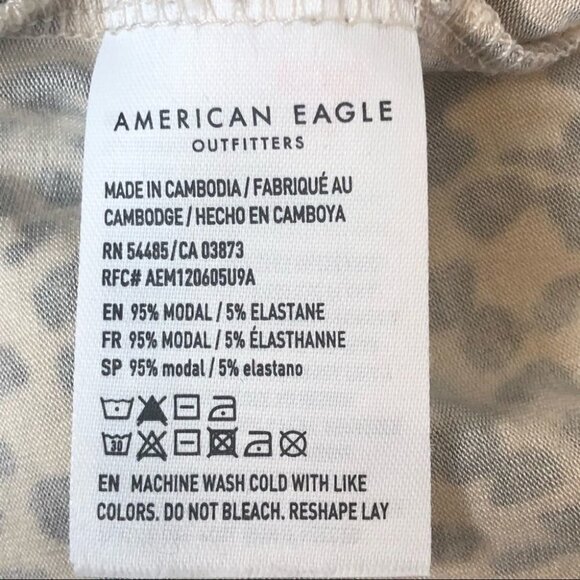 AMERICAN EAGLE
OUTFITTERS
MADE IN CAMBODIA / FABRIQUÉ AU
CAMBODGE / HECHO EN CAMBOYA
RN 54485 / CA 03873
RFC# AEM120605U9A
EN 95% MODAL / 5% ELASTANE
FR 95% MODAL / 5% ÉLASTHANNE
SP 95% modal / 5% elastano
30
EN MACHINE WASH COLD WITH LIKE
COLORS. DO NOT BLEACH. RESHAPE LAY